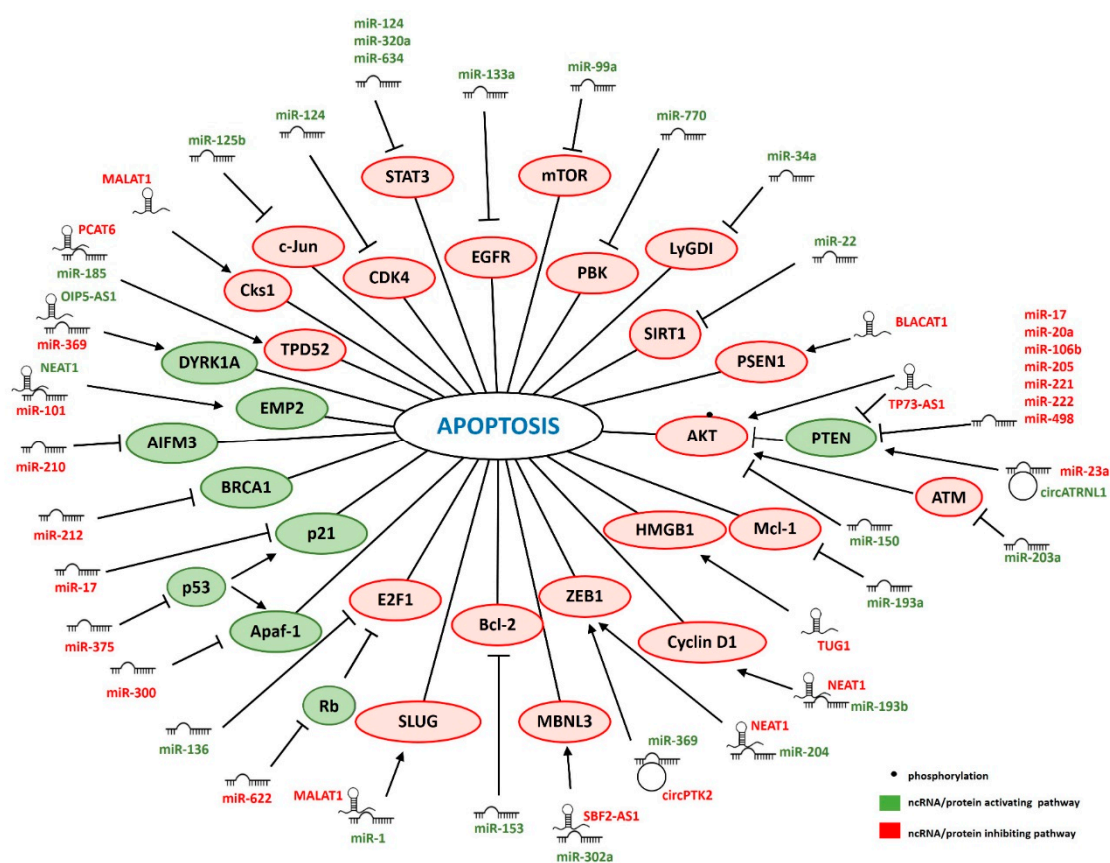 miR-124
miR-320a
miR-634
miR-133a
miR-99a
miR-124
miR-770
miR-125b
miR-34a
MALAT1
STAT3
mTOR
PCAT6
c-Jun
EGFR
LyGDI
miR-22
miR-185
Cks1
CDK4
PBK
OIP5-AS1
SIRT1
BLACAT1
miR-17
miR-20a
miR-106b
miR-205
miR-221
miR-222
miR-498
miR-369
TPD52
PSEN1
DYRK1A
NEAT1
EMP2
TP73-AS1
miR-101
APOPTOSIS
AKT
PTEN
AIFM3
miR-210
miR-23a
circATRNL1
BRCA1
ATM
miR-212
p21
HMGB1
Mcl-1
miR-150
miR-203a
miR-17
p53
E2F1
ZEB1
miR-193a
Bcl-2
miR-375
Apaf-1
Cyclin D1
TUG1
miR-300
NEAT1
miR-193b
Rb
SLUG
MBNL3
miR-136
miR-369
NEAT1
miR-204
miR-622
MALAT1
circPTK2
miR-1
miR-153
SBF2-AS1
miR-302a
phosphorylation
ncRNA/protein activating pathway
ncRNA/protein inhibiting pathway